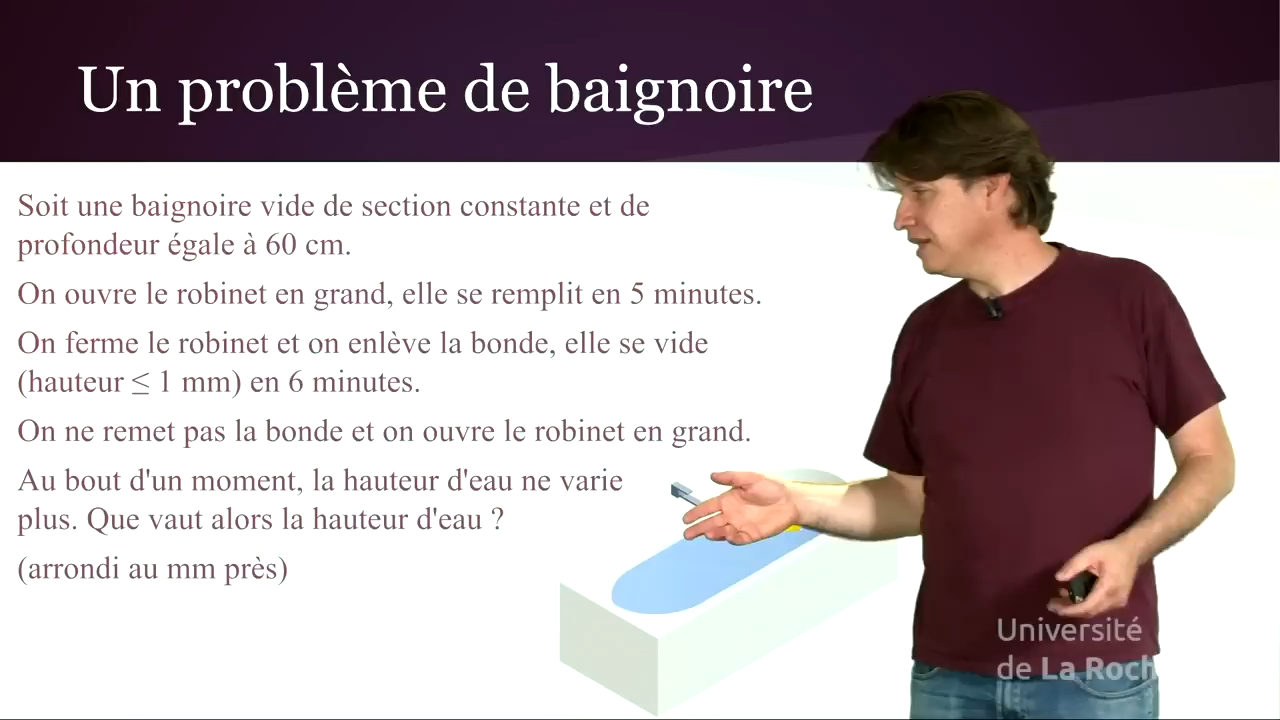 Un problème de baignoire
Soit une baignoire vide de section constante et de
profondeur égale à 60 cm.
On ouvre le robinet en grand, elle se remplit en 5 minutes.
On ferme le robinet et on enlève la bonde, elle se vide
(hauteur ≤ 1 mm) en 6 minutes.
On ne remet pas la bonde et on ouvre le robinet en grand.
Au bout d'un moment, la hauteur d'eau ne varie
plus. Que vaut alors la hauteur d'eau ?
(arrondi au mm près)
Université
de La Roch